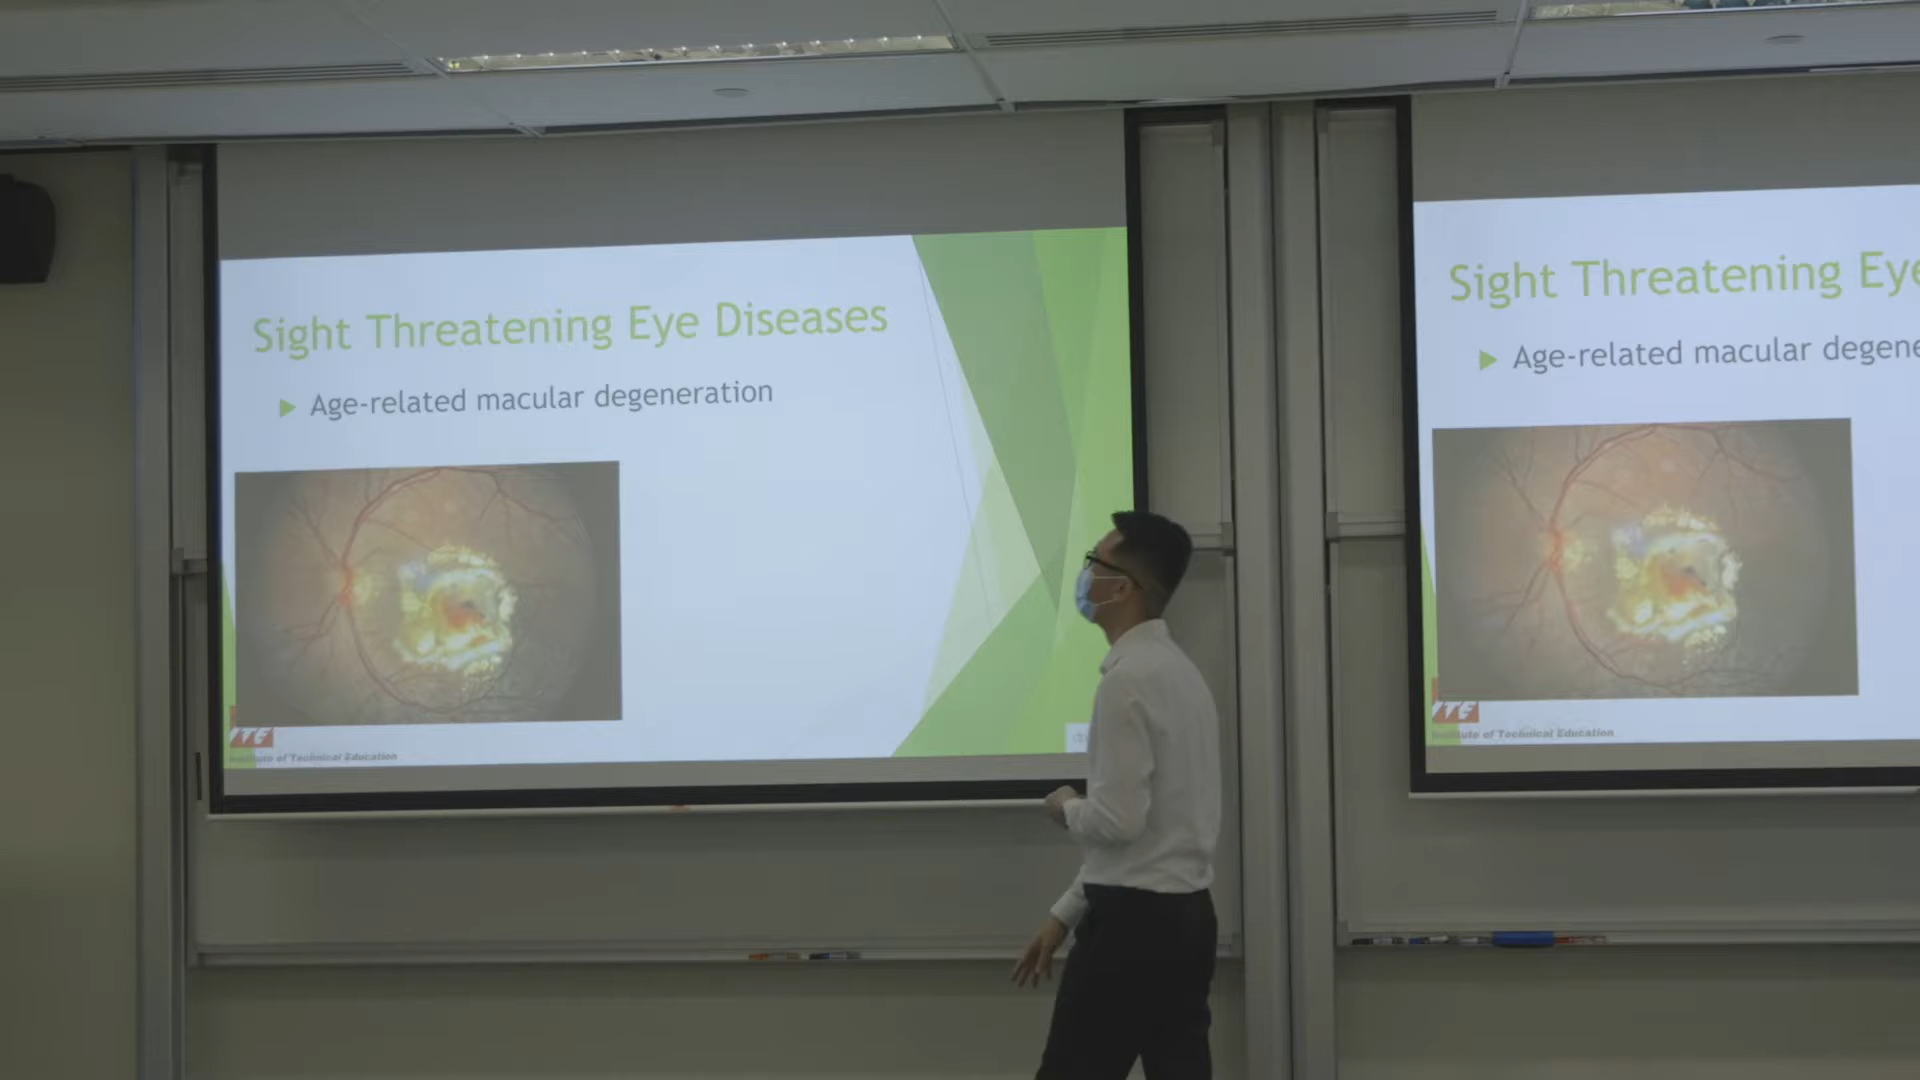 Sight Threatening Eye Diseases
Age-related macular degeneration
ITE
Institute of Technical Education
Sight Threatening Eye
Age-related macular degene
ITE
Institute of Technical Education